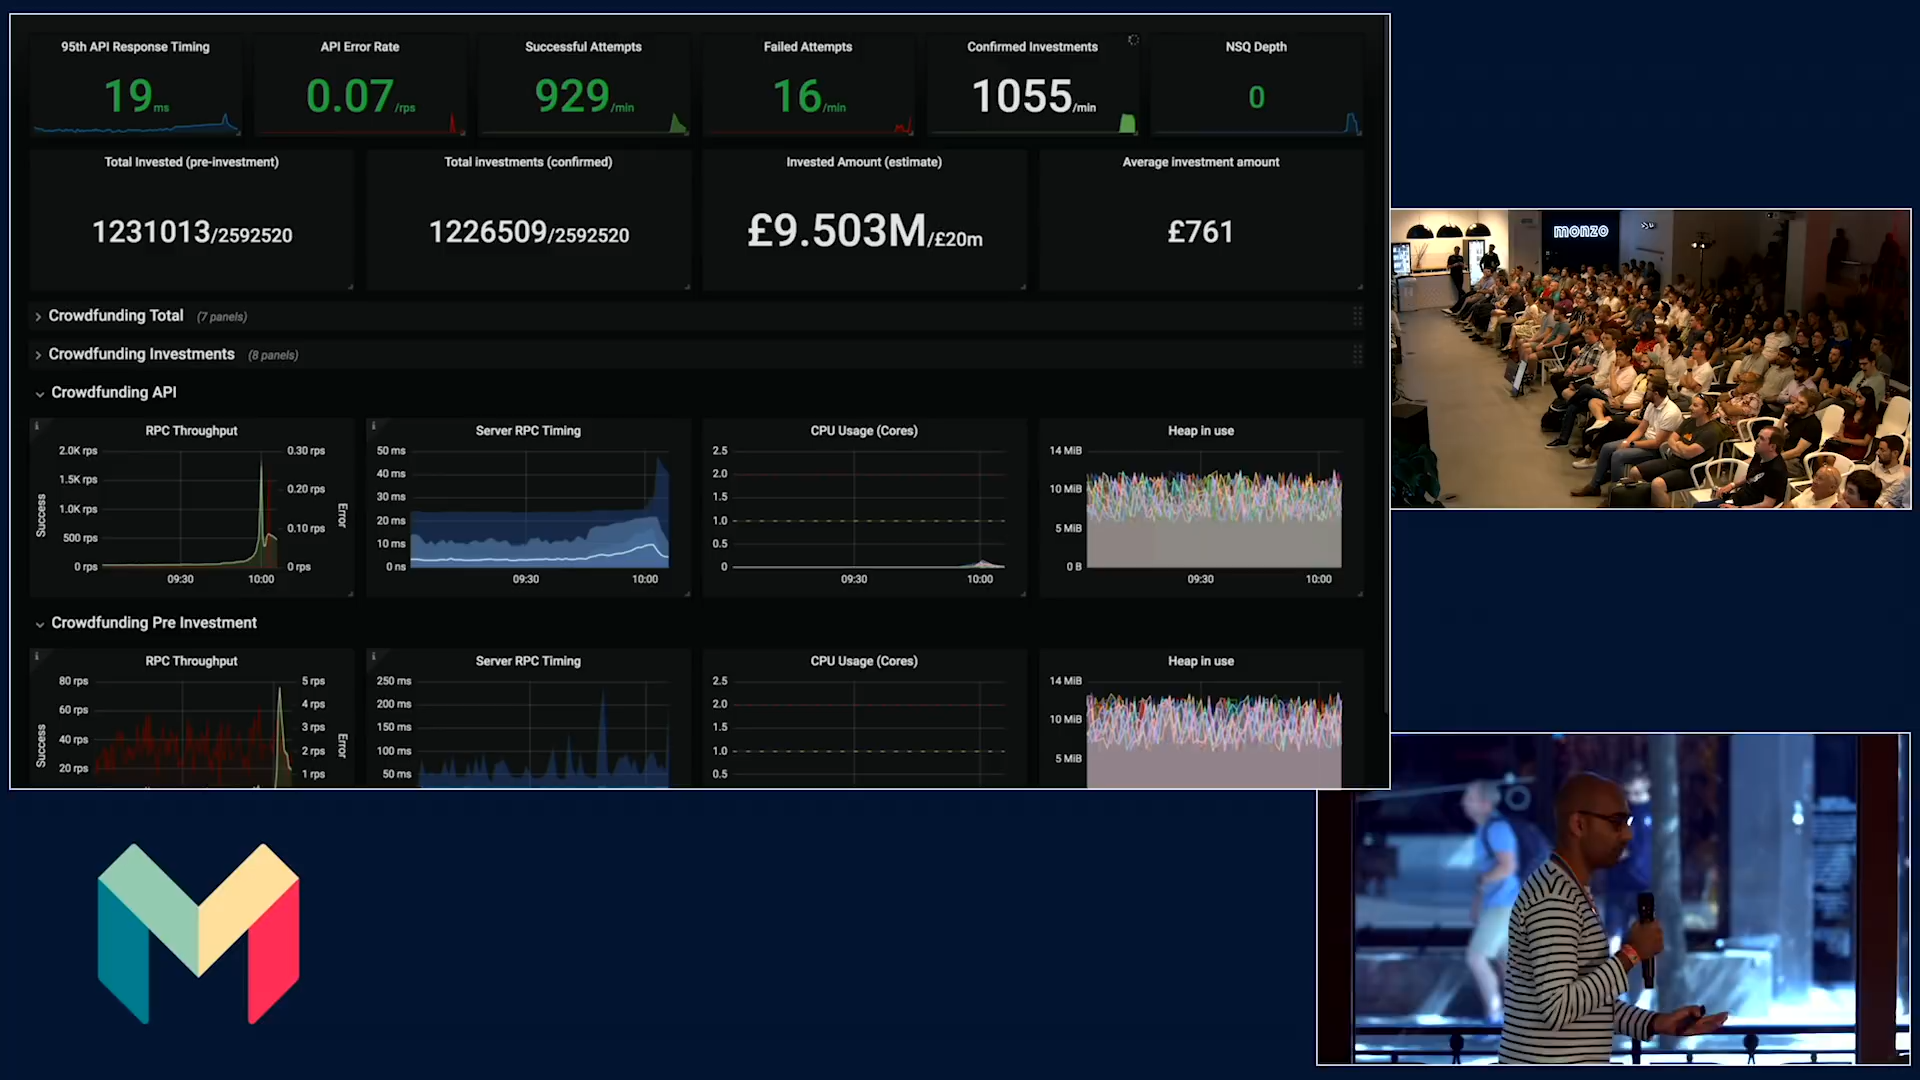 95th API Response Timing
19 ms
API Error Rate
0.07 /rps
Successful Attempts
929 /min
Failed Attempts
16 /min
Confirmed Investments
1055 /min
NSQ Depth
0
Total Invested (pre-investment)
1231013/2592520
Total investments (confirmed)
1226509/2592520
Invested Amount (estimate)
£9.503M/£20m
Average investment amount
£761
Crowdfunding Total (7 panels)
Crowdfunding Investments (8 panels)
Crowdfunding API
RPC Throughput
2.0K rps
1.5K rps
1.0K rps
500 rps
0 rps
Success
0.30 rps
0.20 rps
0.10 rps
0 rps
Error
09:30 10:00
Server RPC Timing
50 ms
40 ms
30 ms
20 ms
10 ms
0 ns
09:30 10:00
CPU Usage (Cores)
2.5
2.0
1.5
1.0
0.5
0
09:30 10:00
Heap in use
14 MiB
10 MiB
5 MiB
0 B
09:30 10:00
Crowdfunding Pre Investment
RPC Throughput
80 rps
60 rps
40 rps
20 rps
Success
5 rps
4 rps
3 rps
2 rps
1 rps
Error
Server RPC Timing
250 ms
200 ms
150 ms
100 ms
50 ms
CPU Usage (Cores)
2.5
2.0
1.5
1.0
0.5
Heap in use
14 MiB
10 MiB
5 MiB
monzo